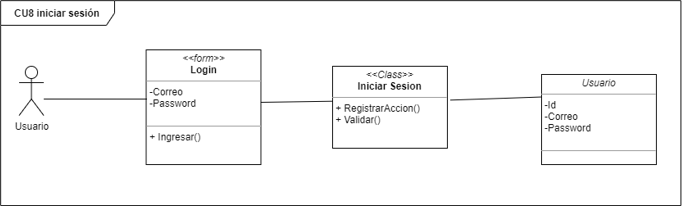 CU8 iniciar sesión
Usuario
<<form>>
Login
-Correo
-Password
+ Ingresar()
<<Class>>
Iniciar Sesion
+ RegistrarAccion()
+ Validar()
Usuario
-Id
-Correo
-Password